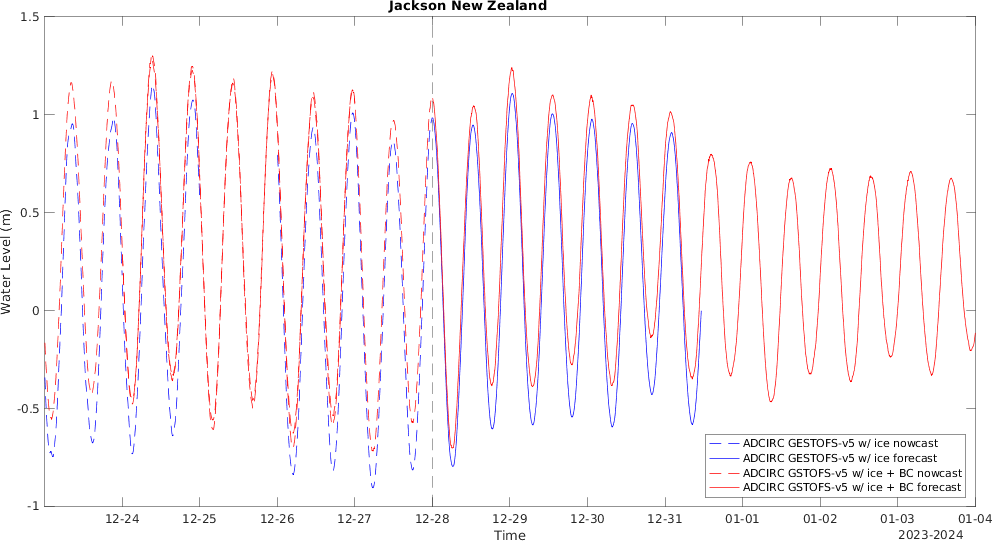 Jackson New Zealand
1.5
1
0.5
0
-0.5
-1
Water Level (m)
12-24
12-25
12-26
12-27
12-28
12-29
12-30
12-31
01-01
01-02
01-03
01-04
Time
2023-2024
ADCIRC GESTOFS-v5 w/ ice nowcast
ADCIRC GESTOFS-v5 w/ ice forecast
ADCIRC GSTOFS-v5 w/ ice + BC nowcast
ADCIRC GSTOFS-v5 w/ ice + BC forecast